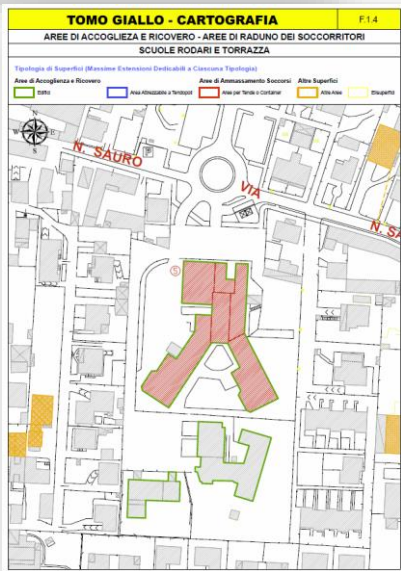 TOMO GIALLO - CARTOGRAFIA F.1.4
AREE DI ACCOGLIEZA E RICOVERO - AREE DI RADUNO DEI SOCCORRITORI
SCUOLE RODARI E TORRAZZA
Tipologia di Superfici (Massime Estensioni Dedicabili a Ciascuna Tipologia)
Aree di Accoglienza e Ricovero Aree di Ammassamento Soccorsi Altre Superfici
Edifici Area Attrezzabile a Tendopoli Aree per Tende o Container Altre Aree Elisuperfici
N
E
S
N. SAURO
VIA
N. SA
S